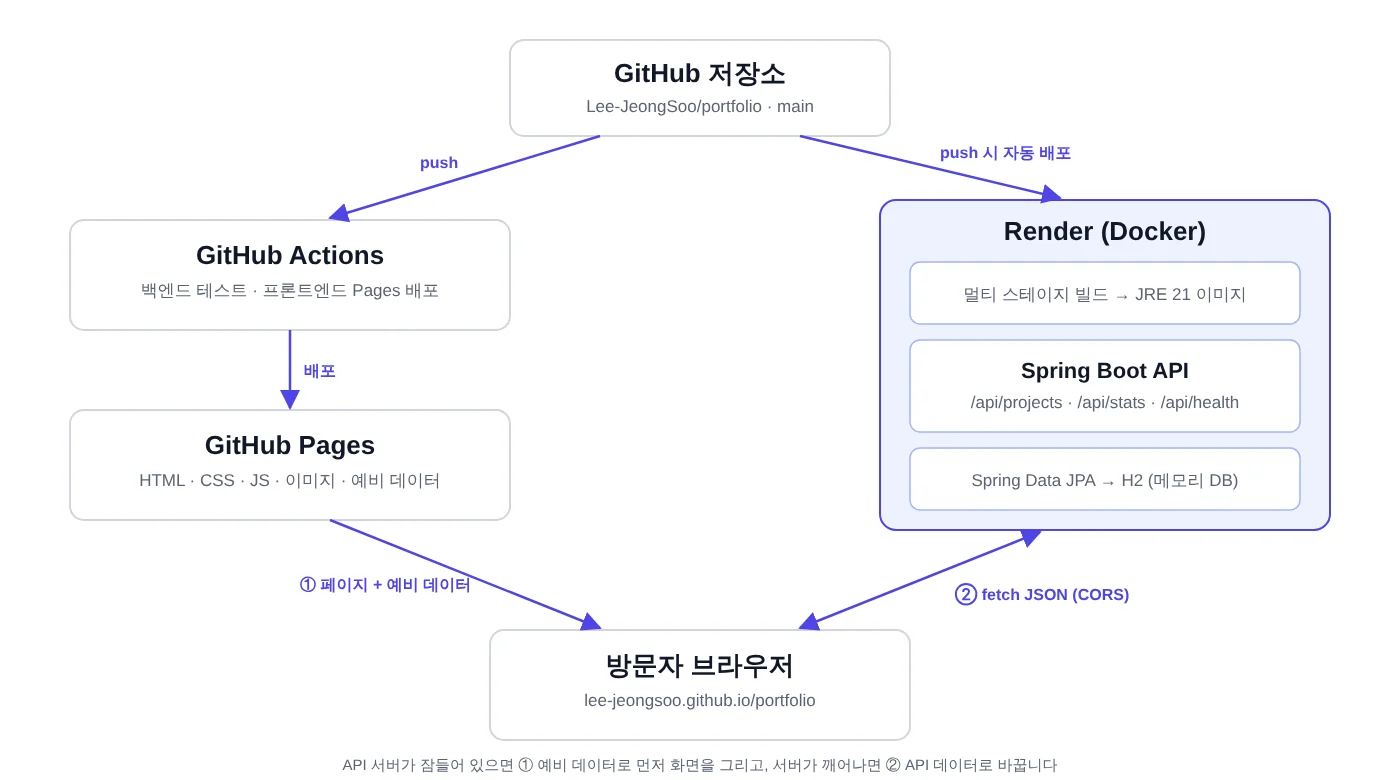 GitHub 저장소
Lee-JeongSoo/portfolio · main
push
push 시 자동 배포
GitHub Actions
백엔드 테스트 · 프론트엔드 Pages 배포
배포
GitHub Pages
HTML · CSS · JS · 이미지 · 예비 데이터
Render (Docker)
멀티 스테이지 빌드 → JRE 21 이미지
Spring Boot API
/api/projects · /api/stats · /api/health
Spring Data JPA → H2 (메모리 DB)
① 페이지 + 예비 데이터
② fetch JSON (CORS)
방문자 브라우저
lee-jeongsoo.github.io/portfolio
API 서버가 잠들어 있으면 ① 예비 데이터로 먼저 화면을 그리고, 서버가 깨어나면 ② API 데이터로 바꿉니다